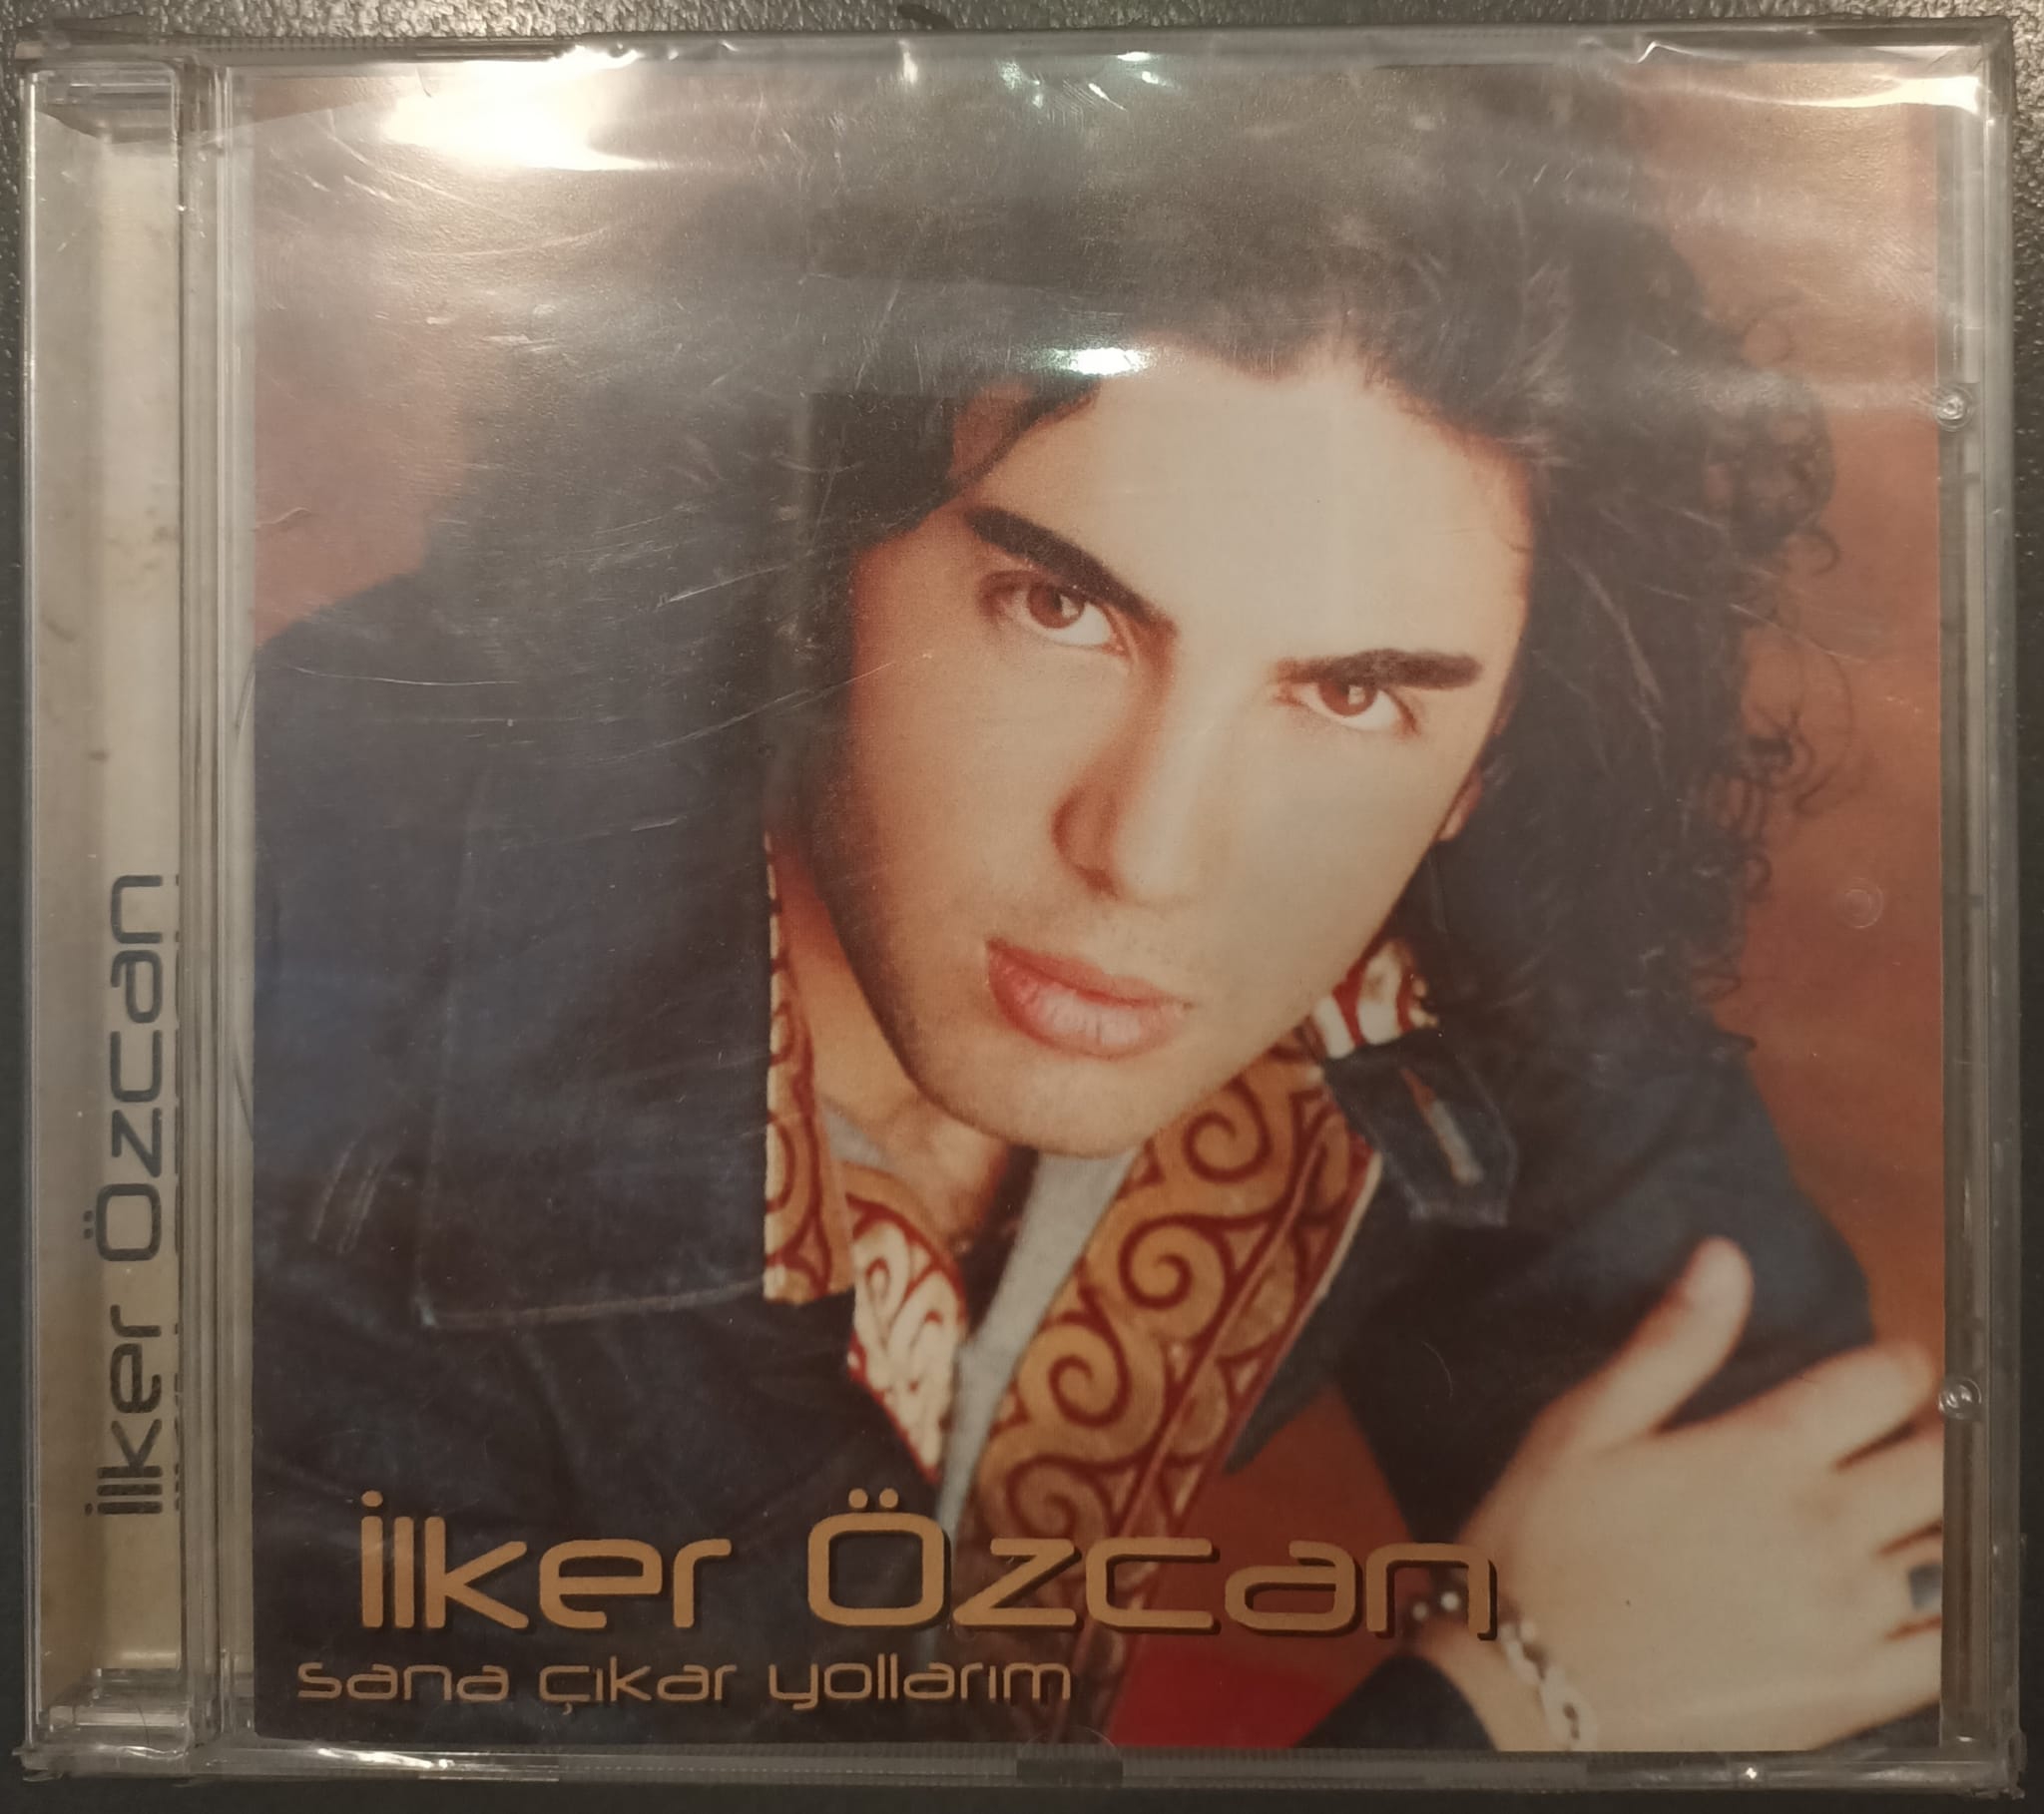 İlker Özcan
İlker Özcan
sana çıkar yollarım